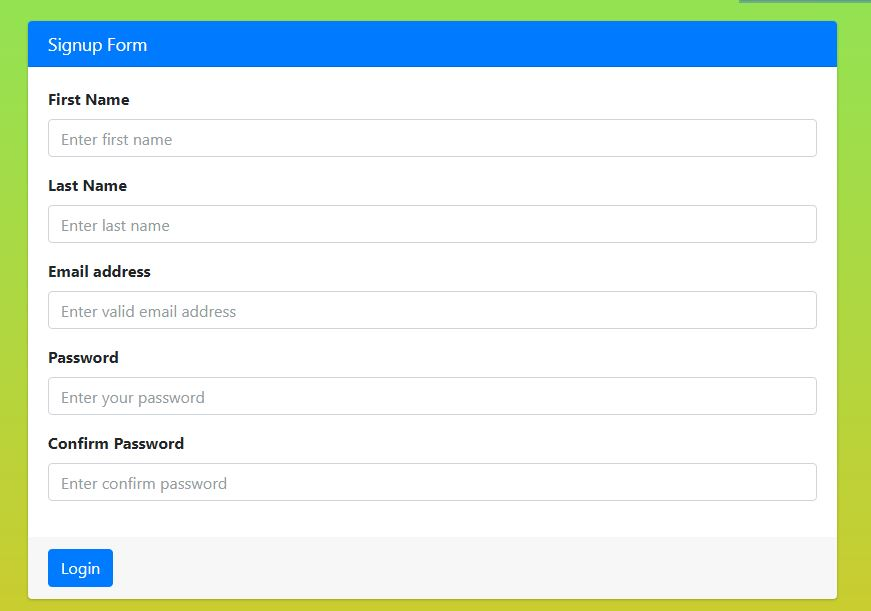 Signup Form
First Name
Enter first name
Last Name
Enter last name
Email address
Enter valid email address
Password
Enter your password
Confirm Password
Enter confirm password
Login